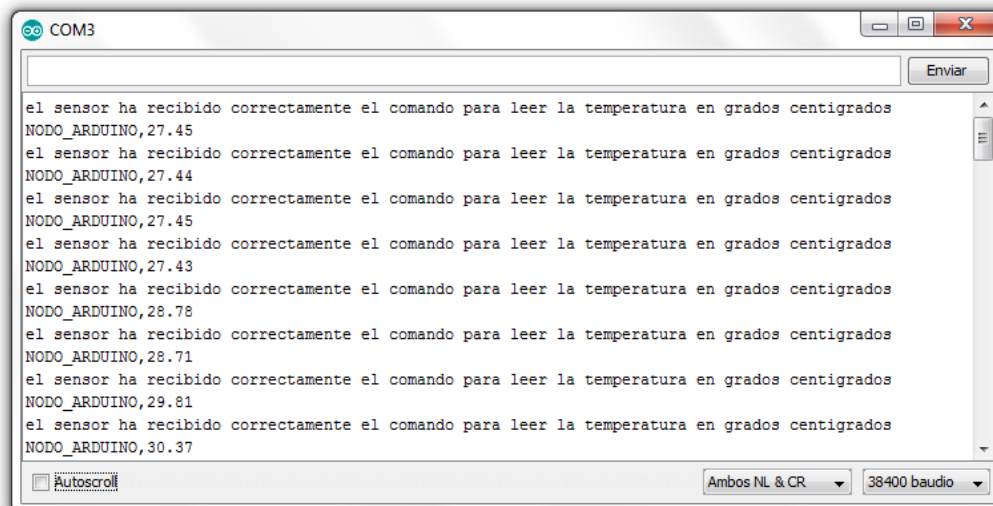 COM3
Enviar
el sensor ha recibido correctamente el comando para leer la temperatura en grados centigrados
NODO_ARDUINO,27.45
el sensor ha recibido correctamente el comando para leer la temperatura en grados centigrados
NODO_ARDUINO,27.44
el sensor ha recibido correctamente el comando para leer la temperatura en grados centigrados
NODO_ARDUINO,27.45
el sensor ha recibido correctamente el comando para leer la temperatura en grados centigrados
NODO_ARDUINO,27.43
el sensor ha recibido correctamente el comando para leer la temperatura en grados centigrados
NODO_ARDUINO,28.78
el sensor ha recibido correctamente el comando para leer la temperatura en grados centigrados
NODO_ARDUINO,28.71
el sensor ha recibido correctamente el comando para leer la temperatura en grados centigrados
NODO_ARDUINO,29.81
el sensor ha recibido correctamente el comando para leer la temperatura en grados centigrados
NODO_ARDUINO,30.37
Autoscroll Ambos NL & CR 38400 baudio